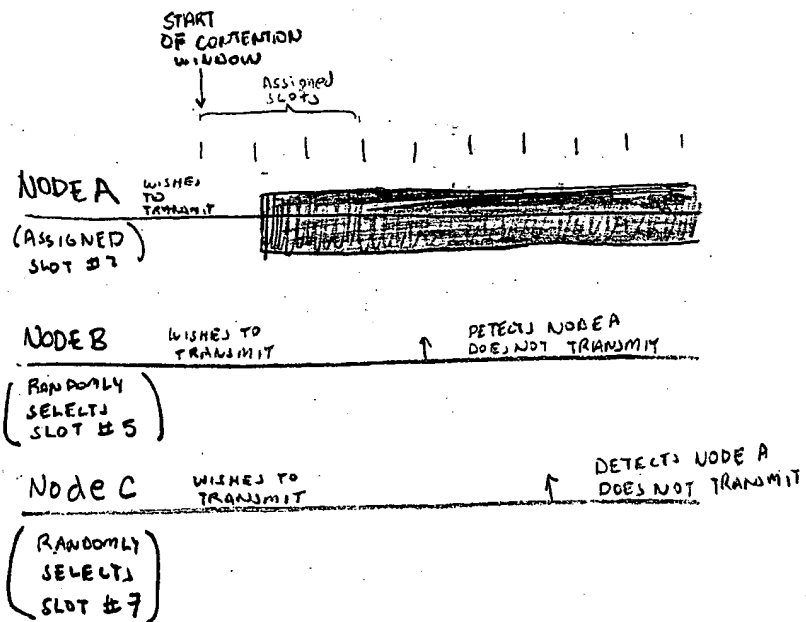 START
OF CONTENTION
WINDOW
Assigned
SLOTS
NODE A
WISHES
TO
TRANSMIT
(ASSIGNED)
SLOT #2
NODE B
WISHES TO
TRANSMIT
DETECTS NODE A
DOES NOT TRANSMIT
(RANDOMLY
SELECTS
SLOT #5)
Node C
WISHES TO
TRANSMIT
DETECTS NODE A
DOES NOT TRANSMIT
(RANDOMLY
SELECTS
SLOT #7)